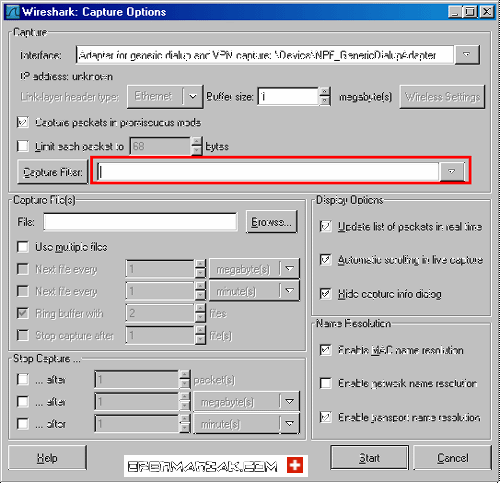 Wireshark: Capture Options
Capture
Interface: Adapter for generic dialup and VPN capture: \Device\NPF_GenericDialupAdapter
IP address: unknown
Link-layer header type: Ethernet Buffer size: 1 megabyte(s) Wireless Settings
Capture packets in promiscuous mode
Limit each packet to 68 bytes
Capture Filter:
Capture File(s)
File: Browse...
Use multiple files
Next file every 1 megabyte(s)
Next file every 1 minute(s)
Ring buffer with 2 files
Stop capture after 1 file(s)
Stop Capture ...
... after 1 packet(s)
... after 1 megabyte(s)
... after 1 minute(s)
Display Options
Update list of packets in real time
Automatic scrolling in live capture
Hide capture info dialog
Name Resolution
Enable MAC name resolution
Enable network name resolution
Enable transport name resolution
Help
Start
Cancel